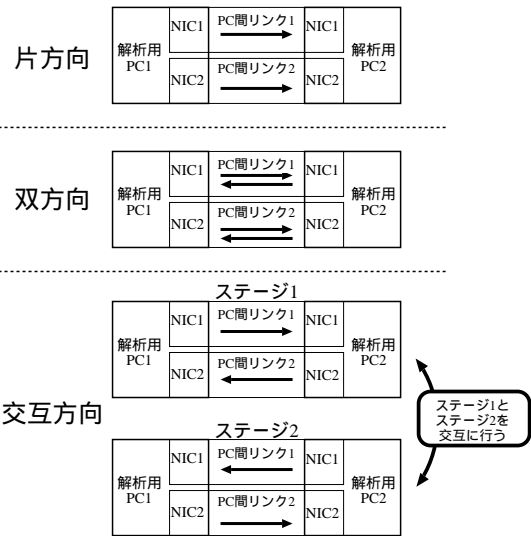 片方向
解析用
PC1
NIC1
PC間リンク1
NIC1
NIC2
PC間リンク2
NIC2
解析用
PC2
双方向
解析用
PC1
NIC1
PC間リンク1
NIC1
NIC2
PC間リンク2
NIC2
解析用
PC2
交互方向
ステージ1
解析用
PC1
NIC1
PC間リンク1
NIC1
NIC2
PC間リンク2
NIC2
解析用
PC2
ステージ1と
ステージ2を
交互に行う
ステージ2
解析用
PC1
NIC1
PC間リンク1
NIC1
NIC2
PC間リンク2
NIC2
解析用
PC2